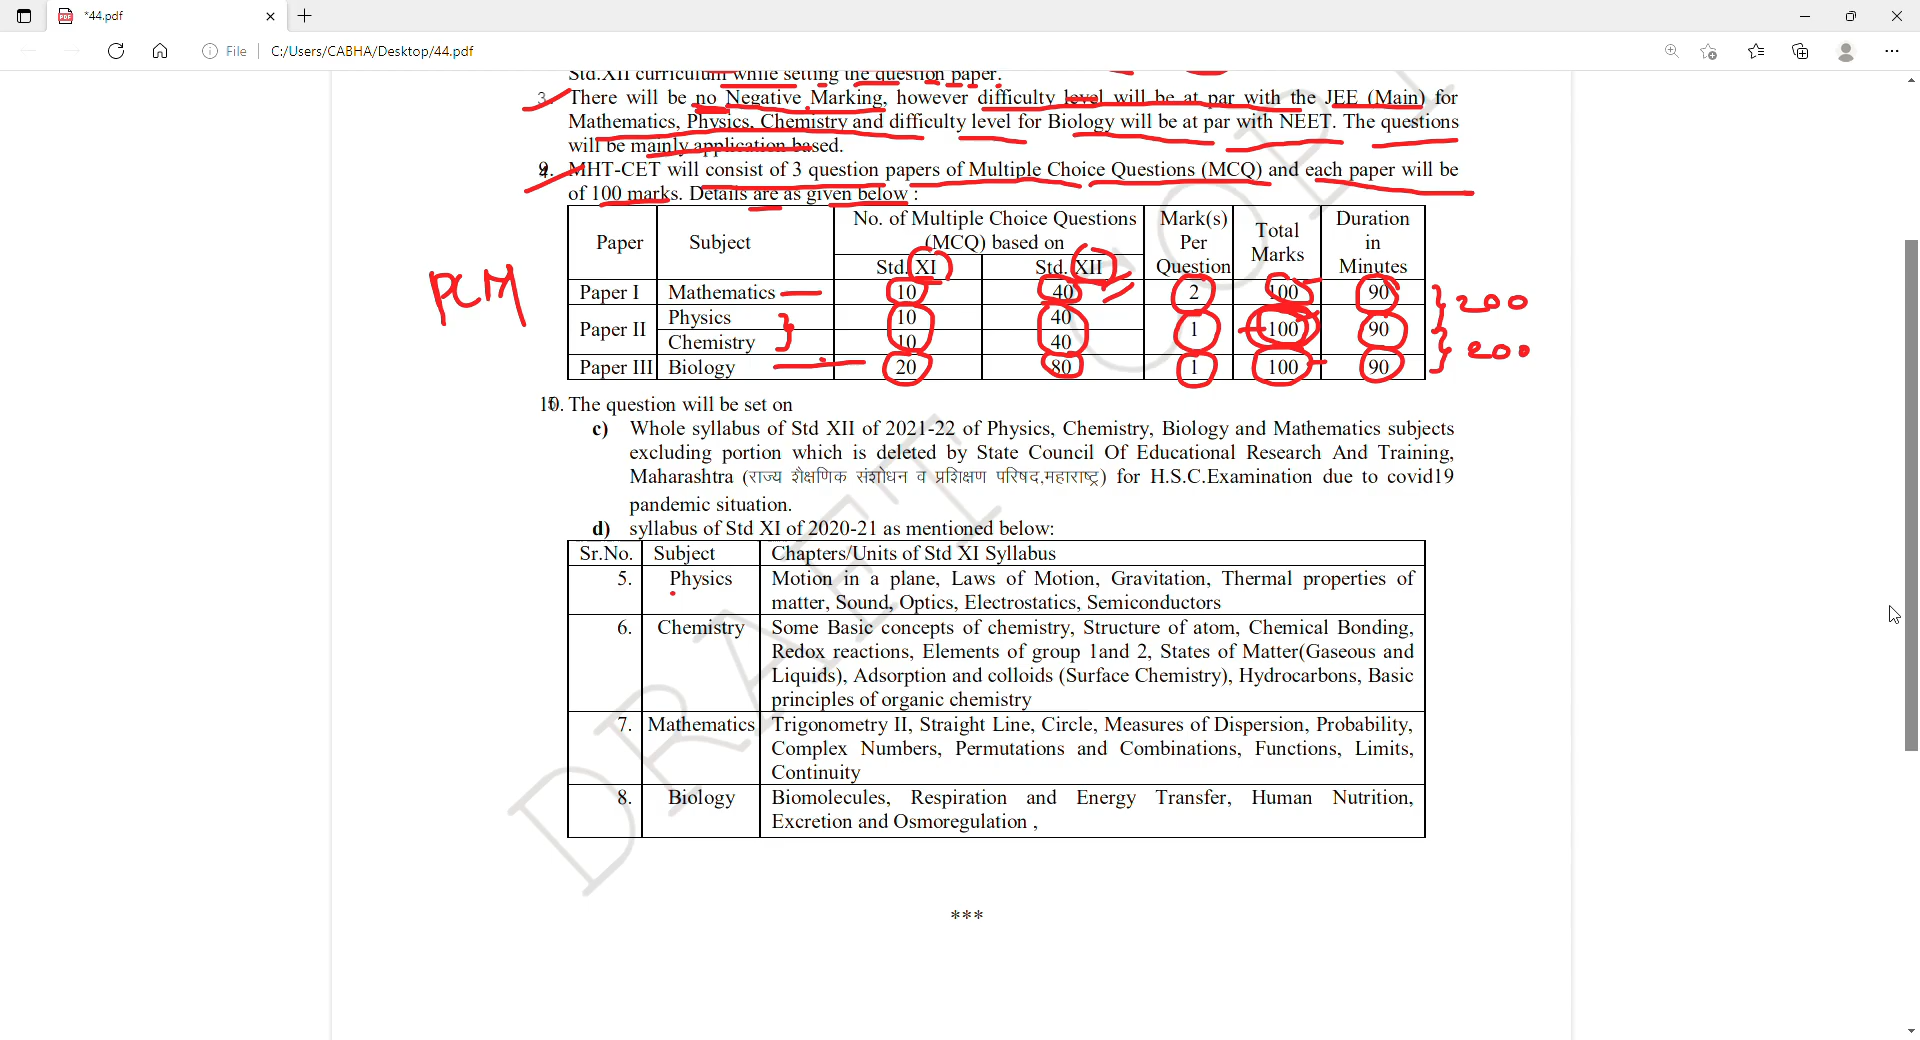 *44.pdf
File
C:/Users/CABHA/Desktop/44.pdf
Std.XII curriculum while setting the question paper.
3. There will be no Negative Marking, however difficulty level will be at par with the JEE (Main) for
Mathematics, Physics, Chemistry and difficulty level for Biology will be at par with NEET. The questions
will be mainly application based.
MHT-CET will consist of 3 question papers of Multiple Choice Questions (MCQ) and each paper will be
of 100 marks. Details are as given below :
Paper Subject No. of Multiple Choice Questions (MCQ) based on Mark(s) Per Question Total Marks Duration in Minutes
Std. XI Std. XII
Paper I Mathematics 10 40 2 100 90
Paper II Physics 10 40 1 100 90
Chemistry 10 40
Paper III Biology 20 80 1 100 90
PCM
200
200
The question will be set on
c) Whole syllabus of Std XII of 2021-22 of Physics, Chemistry, Biology and Mathematics subjects
excluding portion which is deleted by State Council Of Educational Research And Training,
Maharashtra (राज्य शैक्षणिक संशोधन व प्रशिक्षण परिषद,महाराष्ट्र) for H.S.C.Examination due to covid19
pandemic situation.
d) syllabus of Std XI of 2020-21 as mentioned below:
Sr.No. Subject Chapters/Units of Std XI Syllabus
5. Physics Motion in a plane, Laws of Motion, Gravitation, Thermal properties of
matter, Sound, Optics, Electrostatics, Semiconductors
6. Chemistry Some Basic concepts of chemistry, Structure of atom, Chemical Bonding,
Redox reactions, Elements of group 1and 2, States of Matter(Gaseous and
Liquids), Adsorption and colloids (Surface Chemistry), Hydrocarbons, Basic
principles of organic chemistry
7. Mathematics Trigonometry II, Straight Line, Circle, Measures of Dispersion, Probability,
Complex Numbers, Permutations and Combinations, Functions, Limits,
Continuity
8. Biology Biomolecules, Respiration and Energy Transfer, Human Nutrition,
Excretion and Osmoregulation ,
***
DRAFT COPY